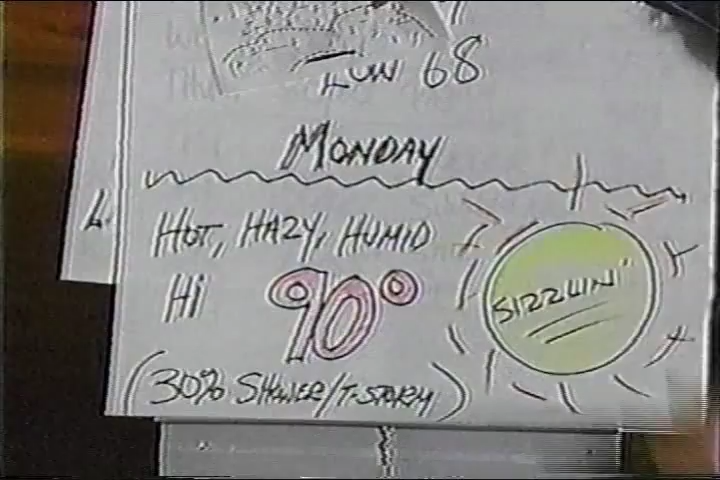 Low 68
MONDAY
HOT, HAZY, HUMID
Hi 90°
SIZZLIN'
(30% SHOWER/T-STORM)